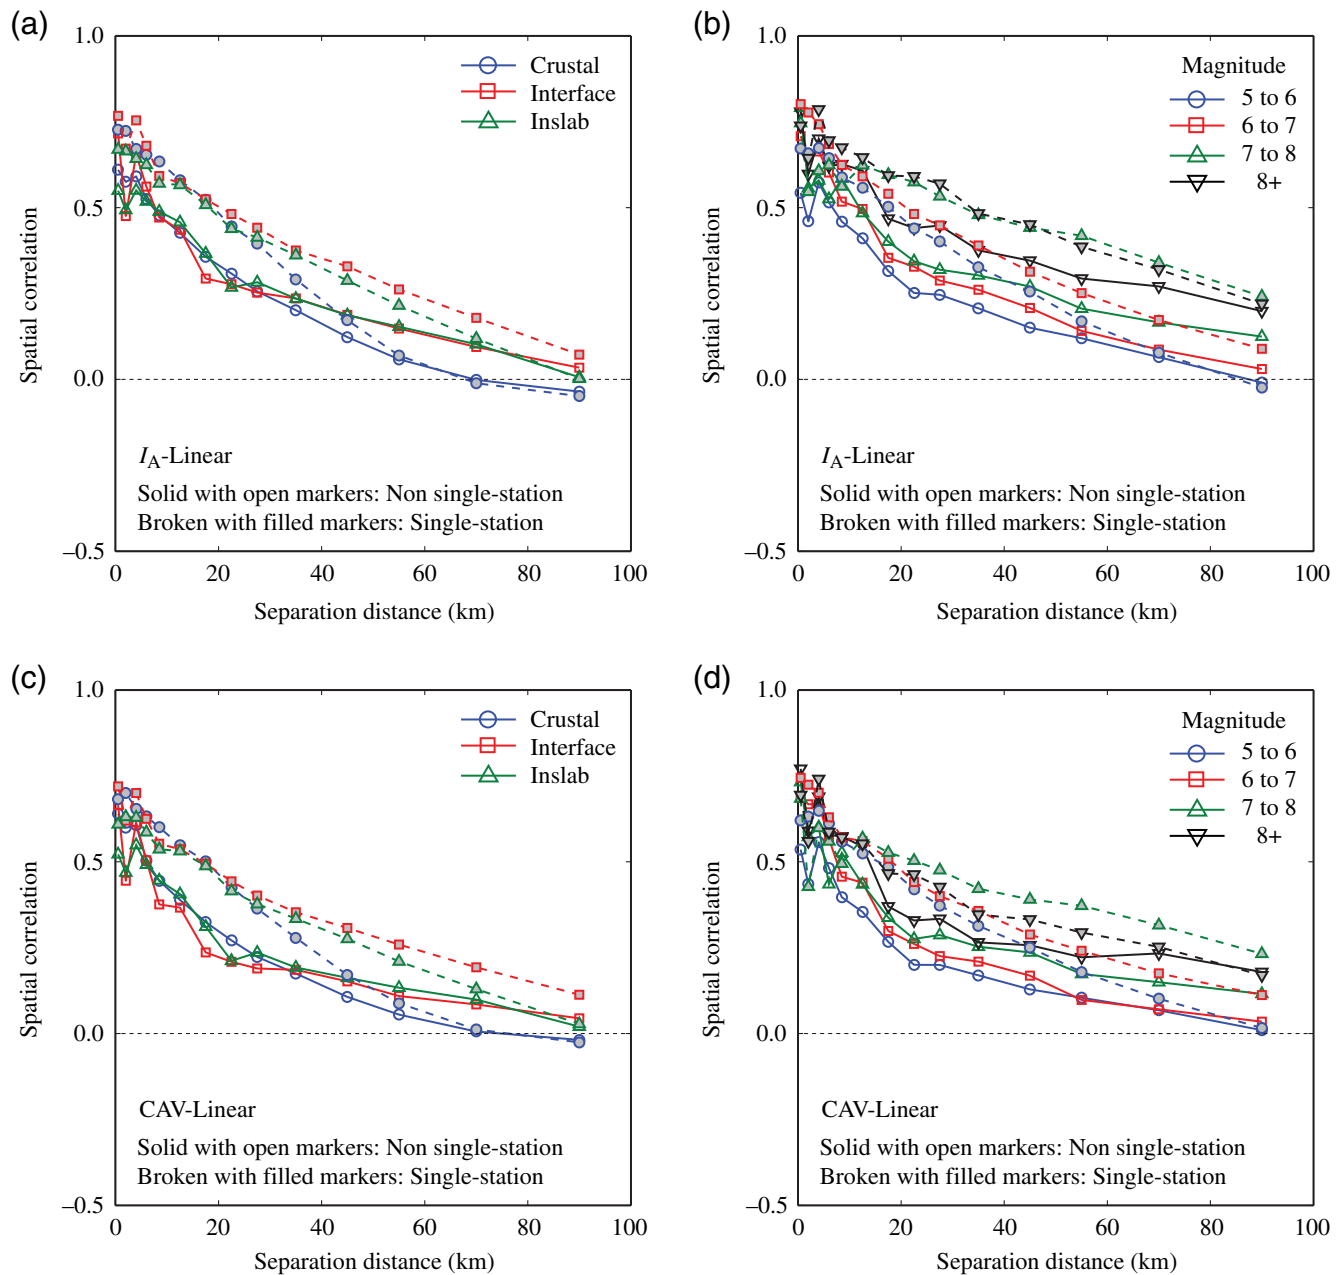 (a)
1.0
0.5
0.0
–0.5
Spatial correlation
Crustal
Interface
Inslab
I_A-Linear
Solid with open markers: Non single-station
Broken with filled markers: Single-station
0 20 40 60 80 100
Separation distance (km)
(b)
1.0
0.5
0.0
–0.5
Spatial correlation
Magnitude
5 to 6
6 to 7
7 to 8
8+
I_A-Linear
Solid with open markers: Non single-station
Broken with filled markers: Single-station
0 20 40 60 80 100
Separation distance (km)
(c)
1.0
0.5
0.0
–0.5
Spatial correlation
Crustal
Interface
Inslab
CAV-Linear
Solid with open markers: Non single-station
Broken with filled markers: Single-station
0 20 40 60 80 100
Separation distance (km)
(d)
1.0
0.5
0.0
–0.5
Spatial correlation
Magnitude
5 to 6
6 to 7
7 to 8
8+
CAV-Linear
Solid with open markers: Non single-station
Broken with filled markers: Single-station
0 20 40 60 80 100
Separation distance (km)